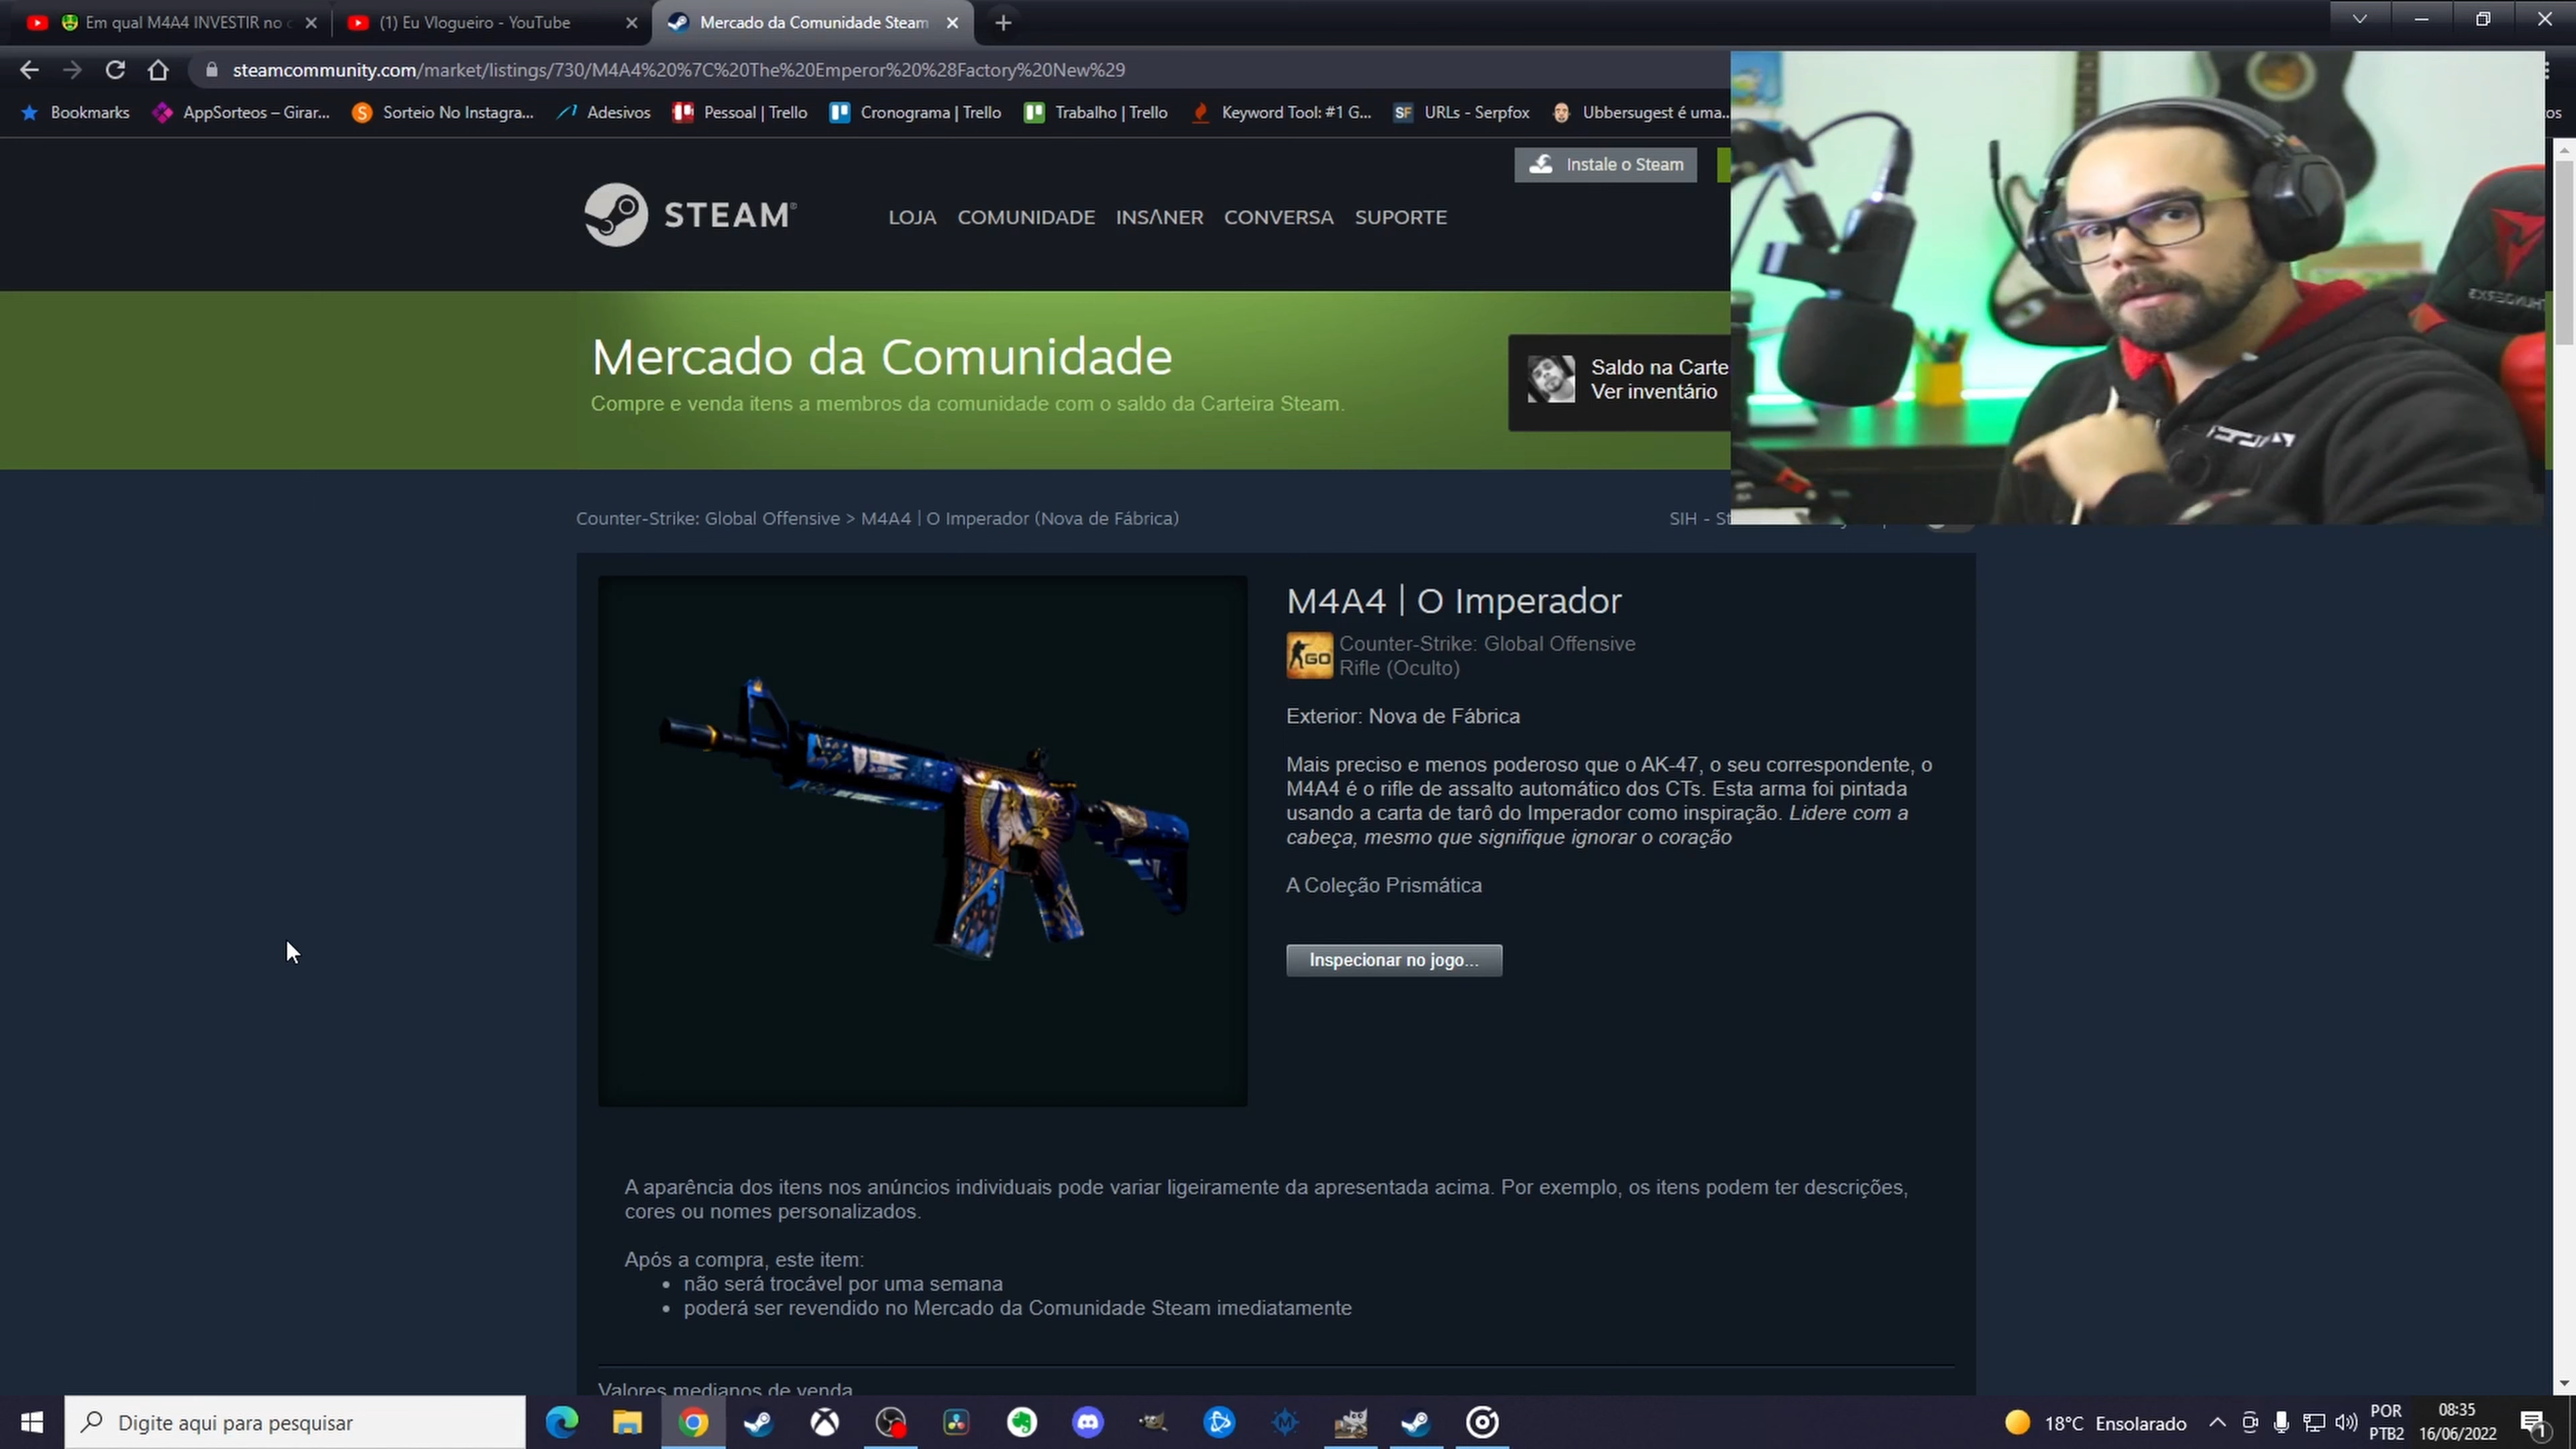 Em qual M4A4 INVESTIR no
(1) Eu Vlogueiro - YouTube
Mercado da Comunidade Steam
steamcommunity.com/market/listings/730/M4A4%20%7C%20The%20Emperor%20%28Factory%20New%29
Bookmarks
AppSorteos – Girar...
Sorteio No Instagra...
Adesivos
Pessoal | Trello
Cronograma | Trello
Trabalho | Trello
Keyword Tool: #1 G...
SF URLs - Serpfox
Ubbersugest é uma...
os
Instale o Steam
STEAM
LOJA COMUNIDADE INSΛNER CONVERSA SUPORTE
Mercado da Comunidade
Compre e venda itens a membros da comunidade com o saldo da Carteira Steam.
Saldo na Carte
Ver inventário
Counter-Strike: Global Offensive > M4A4 | O Imperador (Nova de Fábrica)
SIH - St
M4A4 | O Imperador
GO
Counter-Strike: Global Offensive
Rifle (Oculto)
Exterior: Nova de Fábrica
Mais preciso e menos poderoso que o AK-47, o seu correspondente, o
M4A4 é o rifle de assalto automático dos CTs. Esta arma foi pintada
usando a carta de tarô do Imperador como inspiração. Lidere com a
cabeça, mesmo que signifique ignorar o coração
A Coleção Prismática
Inspecionar no jogo...
A aparência dos itens nos anúncios individuais pode variar ligeiramente da apresentada acima. Por exemplo, os itens podem ter descrições,
cores ou nomes personalizados.
Após a compra, este item:
• não será trocável por uma semana
• poderá ser revendido no Mercado da Comunidade Steam imediatamente
Valores medianos de venda
Digite aqui para pesquisar
18°C Ensolarado
POR
PTB2
08:35
16/06/2022
1